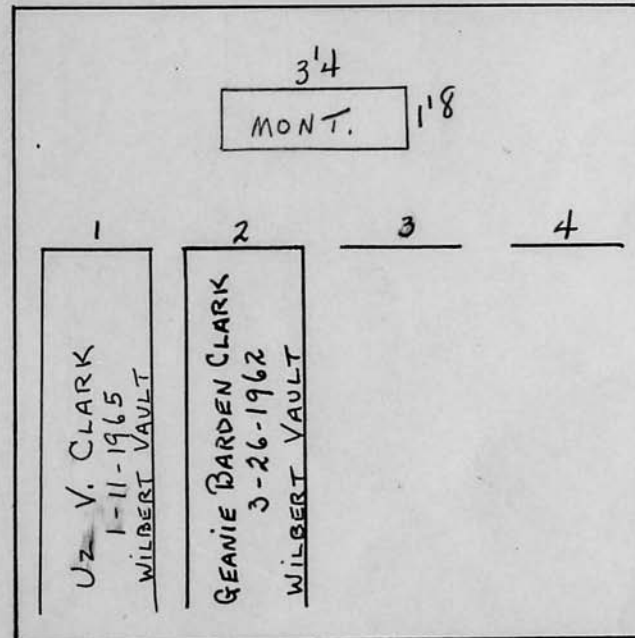 3'4
MONT.
1'8
1
2
3
4
Uz V. CLARK
1-11-1965
WILBERT VAULT
GEANIE BARDEN CLARK
3-26-1962
WILBERT VAULT